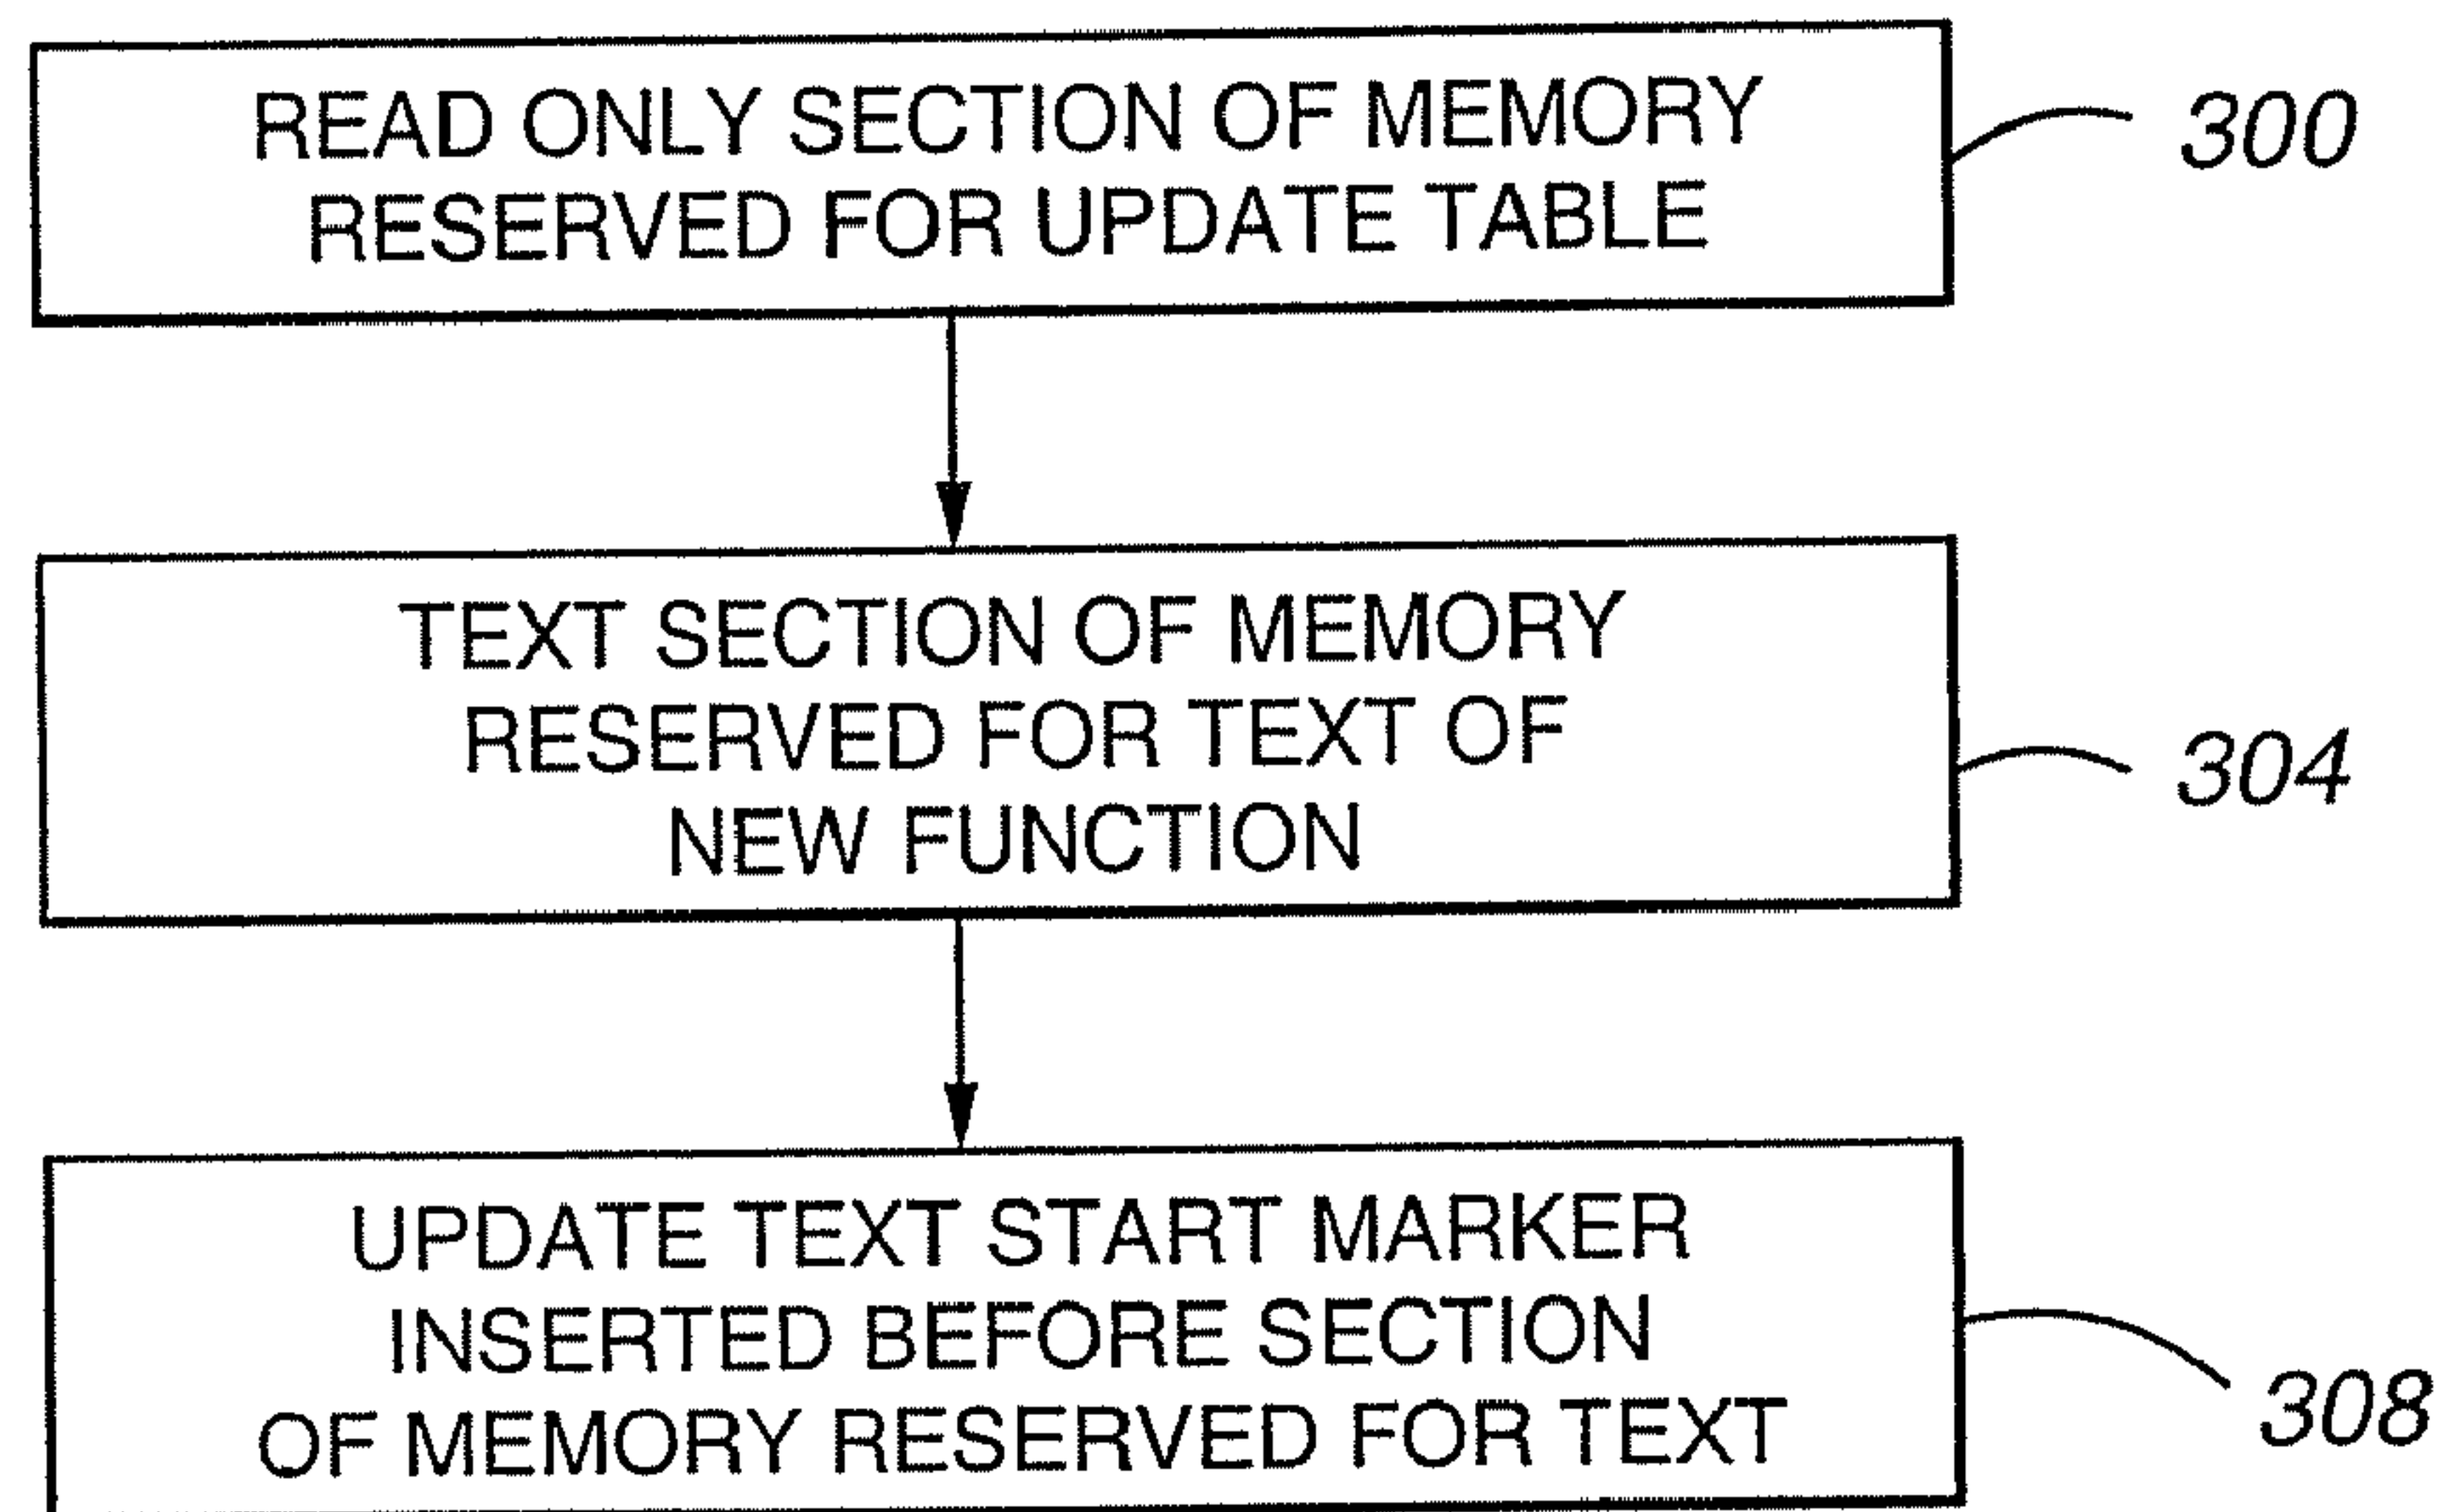 READ ONLY SECTION OF MEMORY
RESERVED FOR UPDATE TABLE
300
TEXT SECTION OF MEMORY
RESERVED FOR TEXT OF
NEW FUNCTION
304
UPDATE TEXT START MARKER
INSERTED BEFORE SECTION
OF MEMORY RESERVED FOR TEXT
308